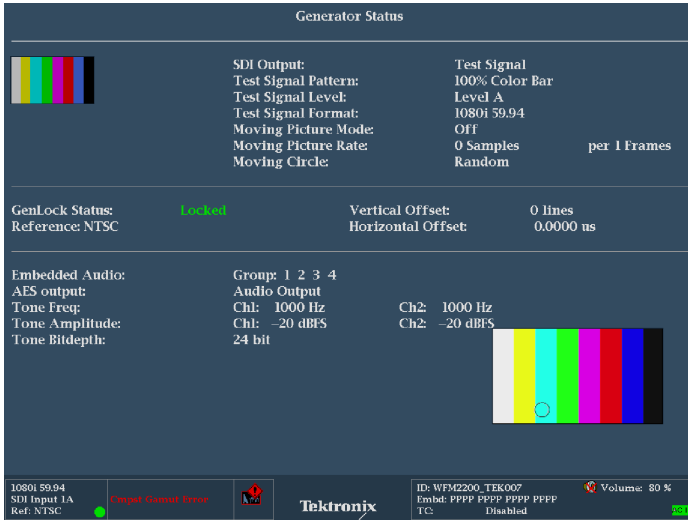 Generator Status
SDI Output: Test Signal
Test Signal Pattern: 100% Color Bar
Test Signal Level: Level A
Test Signal Format: 1080i 59.94
Moving Picture Mode: Off
Moving Picture Rate: 0 Samples per 1 Frames
Moving Circle: Random
GenLock Status: Locked Vertical Offset: 0 lines
Reference: NTSC Horizontal Offset: 0.0000 us
Embedded Audio: Group: 1 2 3 4
AES output: Audio Output
Tone Freq: Ch1: 1000 Hz Ch2: 1000 Hz
Tone Amplitude: Ch1: −20 dBFS Ch2: −20 dBFS
Tone Bitdepth: 24 bit
1080i 59.94
SDI Input 1A
Ref: NTSC
Cmpst Gamut Error
Tektronix
ID: WFM2200_TEK007
Embd: PPPP PPPP PPPP PPPP
TC: Disabled
Volume: 80 %
AC